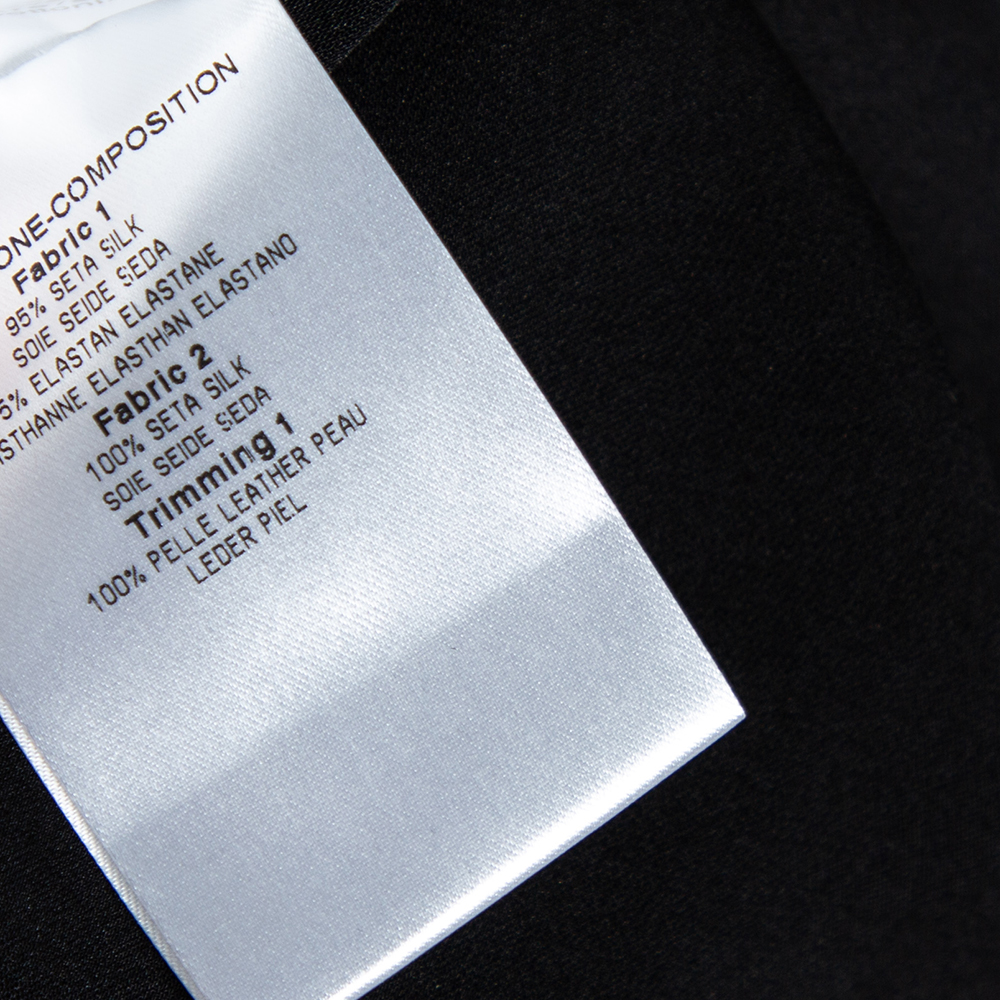 ONE-COMPOSITION
Fabric 1
95% SETA SILK
SOIE SEIDE SEDA
5% ELASTAN ELASTANE
STHANNE ELASTHAN ELASTANO
Fabric 2
100% SETA SILK
SOIE SEIDE SEDA
Trimming 1
100% PELLE LEATHER PEAU
LEDER PIEL